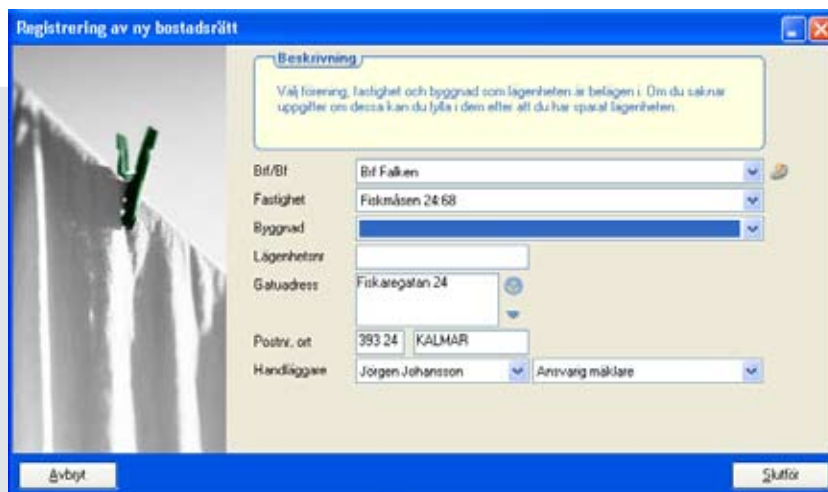 Registrering av ny bostadsrätt
Beskrivning
Välj förening, fastighet och byggnad som lägenheten är belägen i. Om du saknar
uppgifter om dessa kan du fylla i dem efter att du har sparat lägenheten.
Brf/Bf Brf Falken
Fastighet Fiskmåsen 24:68
Byggnad
Lägenhetsnr
Gatuadress Fiskaregatan 24
Postnr, ort 393 24 KALMAR
Handläggare Jörgen Johansson Ansvarig mäklare
Avbryt Slutför